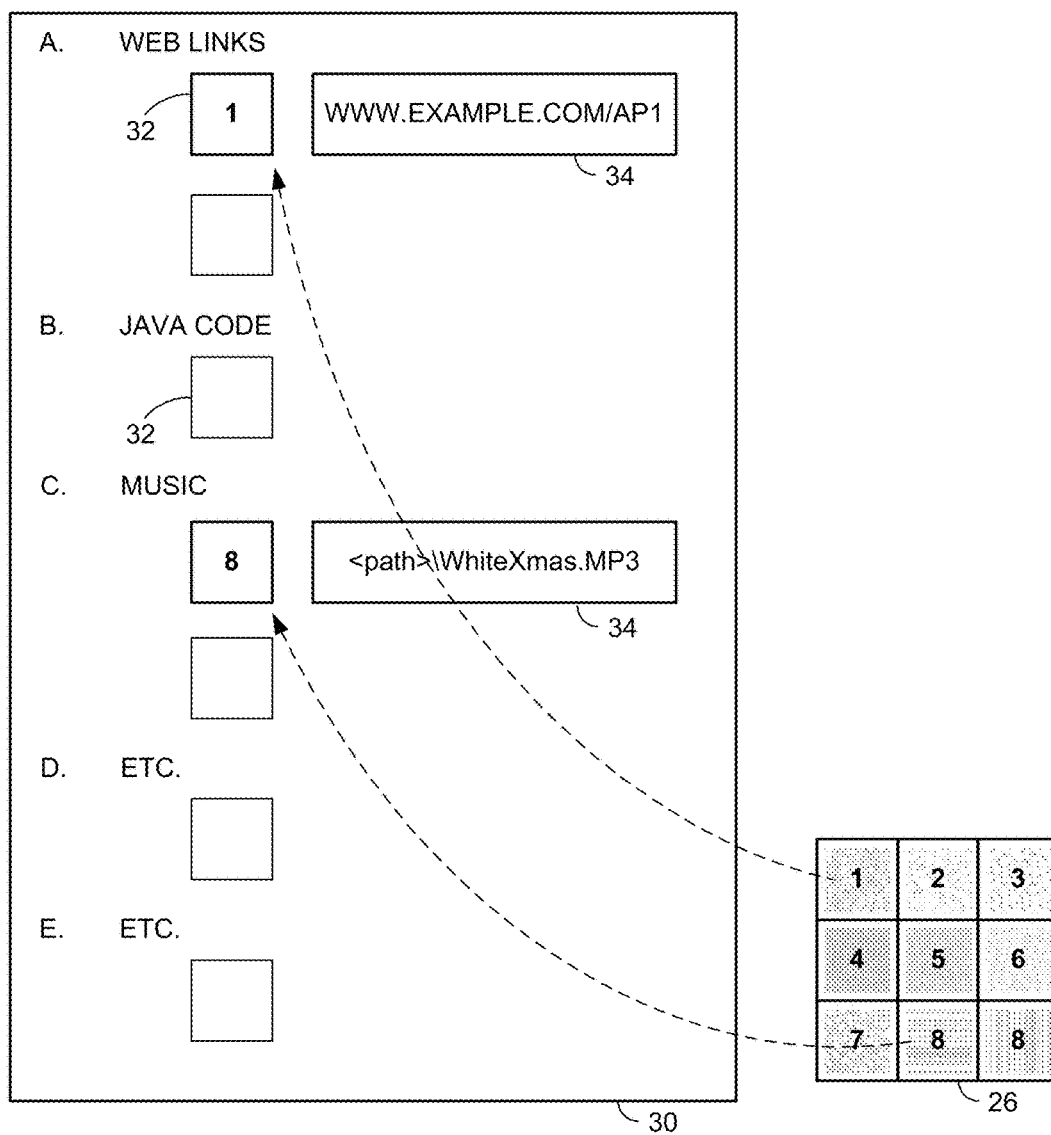 A. WEB LINKS
32 1 WWW.EXAMPLE.COM/AP1
34
B. JAVA CODE
32
C. MUSIC
8 <path>\WhiteXmas.MP3
34
D. ETC.
E. ETC.
1 2 3
4 5 6
7 8 8
26
30